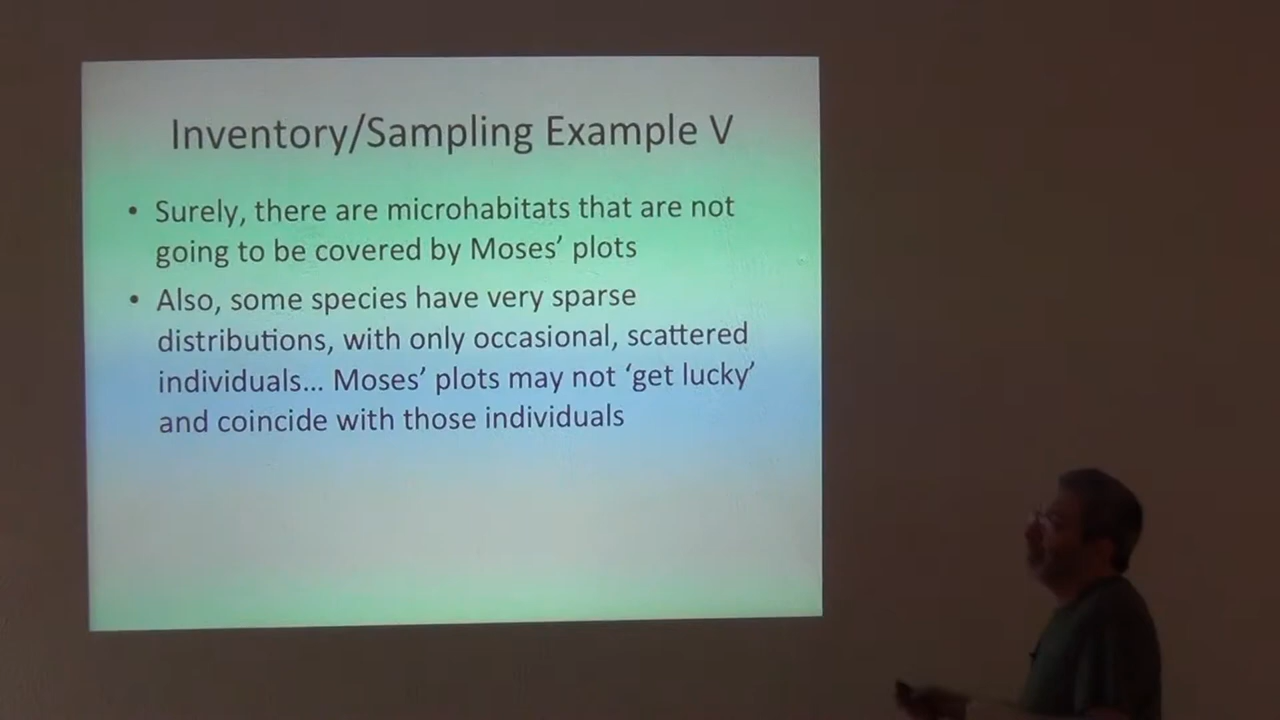 Inventory/Sampling Example V
• Surely, there are microhabitats that are not
going to be covered by Moses’ plots
• Also, some species have very sparse
distributions, with only occasional, scattered
individuals... Moses’ plots may not ‘get lucky’
and coincide with those individuals